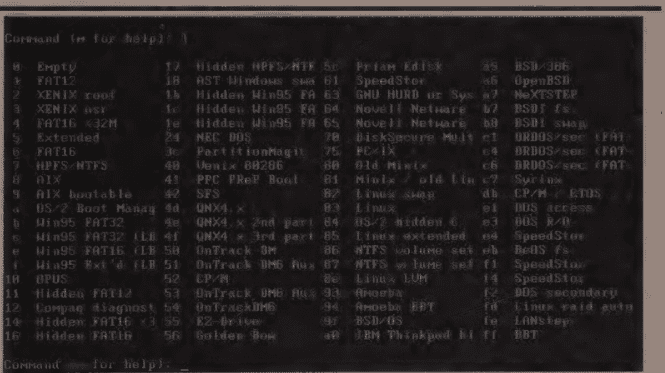 Command (m for help): l
0 Empty 17 Hidden HPFS/NTF 5c Priam Edisk a5 BSD/386
1 FAT12 18 AST Windows swa 61 SpeedStor a6 OpenBSD
2 XENIX root 1b Hidden Win95 FA 63 GNU HURD or Sys a7 NeXTSTEP
3 XENIX usr 1c Hidden Win95 FA 64 Novell Netware b7 BSDI fs
4 FAT16 <32M 1e Hidden Win95 FA 65 Novell Netware b8 BSDI swap
5 Extended 24 NEC DOS 70 DiskSecure Mult c1 DRDOS/sec (FAT-
6 FAT16 3c PartitionMagic 75 PC/IX c4 DRDOS/sec (FAT-
7 HPFS/NTFS 40 Venix 80286 80 Old Minix c6 DRDOS/sec (FAT-
8 AIX 41 PPC PReP Boot 81 Minix / old Lin c7 Syrinx
9 AIX bootable 42 SFS 82 Linux swap db CP/M / CTOS
a OS/2 Boot Manag 4d QNX4.x 83 Linux e1 DOS access
b Win95 FAT32 4e QNX4.x 2nd part 84 OS/2 hidden C: e3 DOS R/O
c Win95 FAT32 (LB 4f QNX4.x 3rd part 85 Linux extended e4 SpeedStor
e Win95 FAT16 (LB 50 OnTrack DM 86 NTFS volume set eb BeOS fs
f Win95 Ext'd (LB 51 OnTrack DM6 Aux 87 NTFS volume set f1 SpeedStor
10 OPUS 52 CP/M 8e Linux LVM f4 SpeedStor
11 Hidden FAT12 53 OnTrack DM6 Aux 93 Amoeba f2 DOS secondary
12 Compaq diagnost 54 OnTrackDM6 94 Amoeba BBT fd Linux raid auto
14 Hidden FAT16 <3 55 EZ-Drive 9f BSD/OS fe LANstep
16 Hidden FAT16 56 Golden Bow a0 IBM Thinkpad hi ff BBT
Command (m for help): _